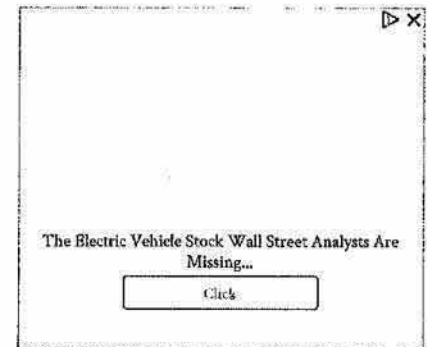 The Electric Vehicle Stock Wall Street Analysts Are
Missing...
Click